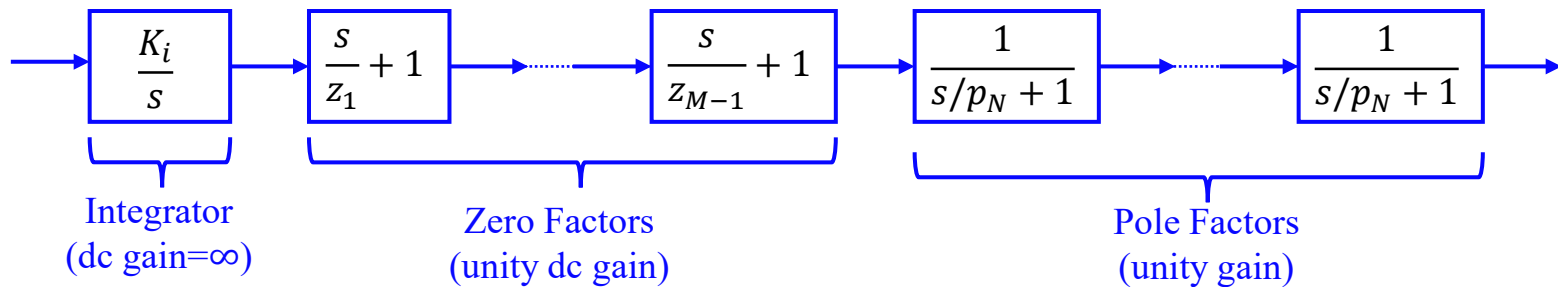 K_i/s
s/z_1 + 1
s/z_{M−1} + 1
1/(s/p_N + 1)
1/(s/p_N + 1)
Integrator
(dc gain=∞)
Zero Factors
(unity dc gain)
Pole Factors
(unity gain)